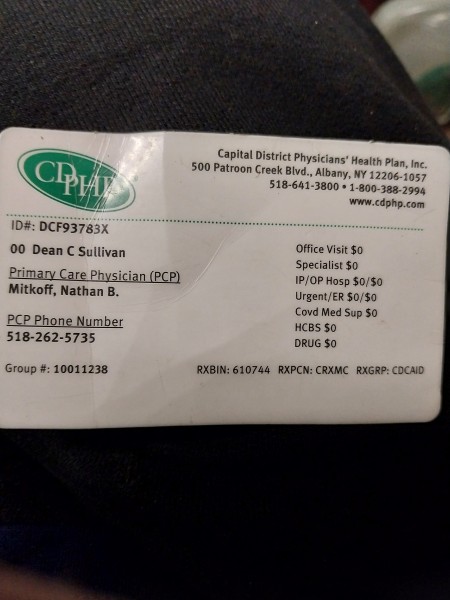 CDPHP
Capital District Physicians' Health Plan, Inc.
500 Patroon Creek Blvd., Albany, NY 12206-1057
518-641-3800 • 1-800-388-2994
www.cdphp.com
ID#: DCF93783X
00 Dean C Sullivan
Primary Care Physician (PCP)
Mitkoff, Nathan B.
PCP Phone Number
518-262-5735
Group #: 10011238
Office Visit $0
Specialist $0
IP/OP Hosp $0/$0
Urgent/ER $0/$0
Covd Med Sup $0
HCBS $0
DRUG $0
RXBIN: 610744 RXPCN: CRXMC RXGRP: CDCAID